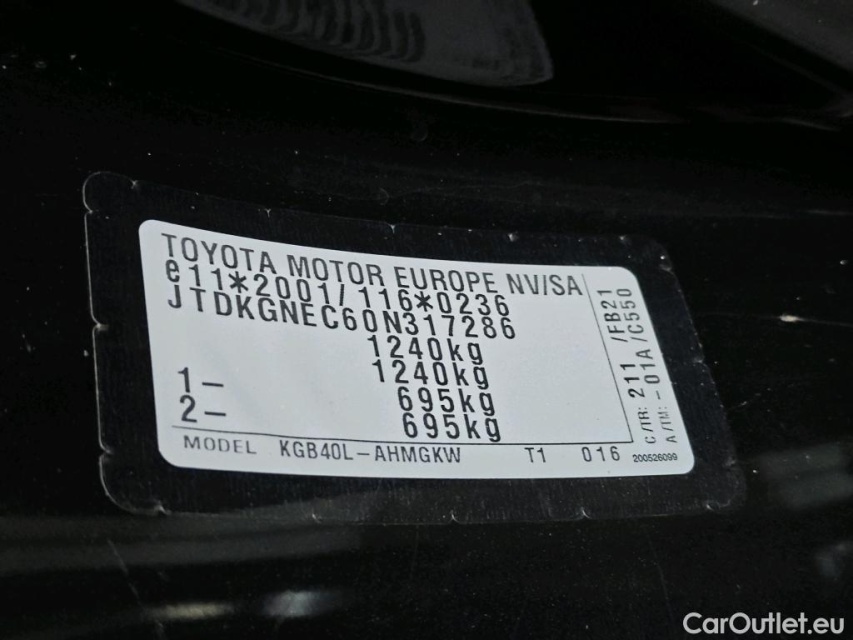 TOYOTA MOTOR EUROPE NV/SA
e11*2001/116*0236
JTDKGNEC60N317286
1240kg
1240kg
1– 695kg
2– 695kg
MODEL KGB40L–AHMGKW T1 016
C/TR: 211 /FB21
A/TM: –01A /C550
200526099
CarOutlet.eu